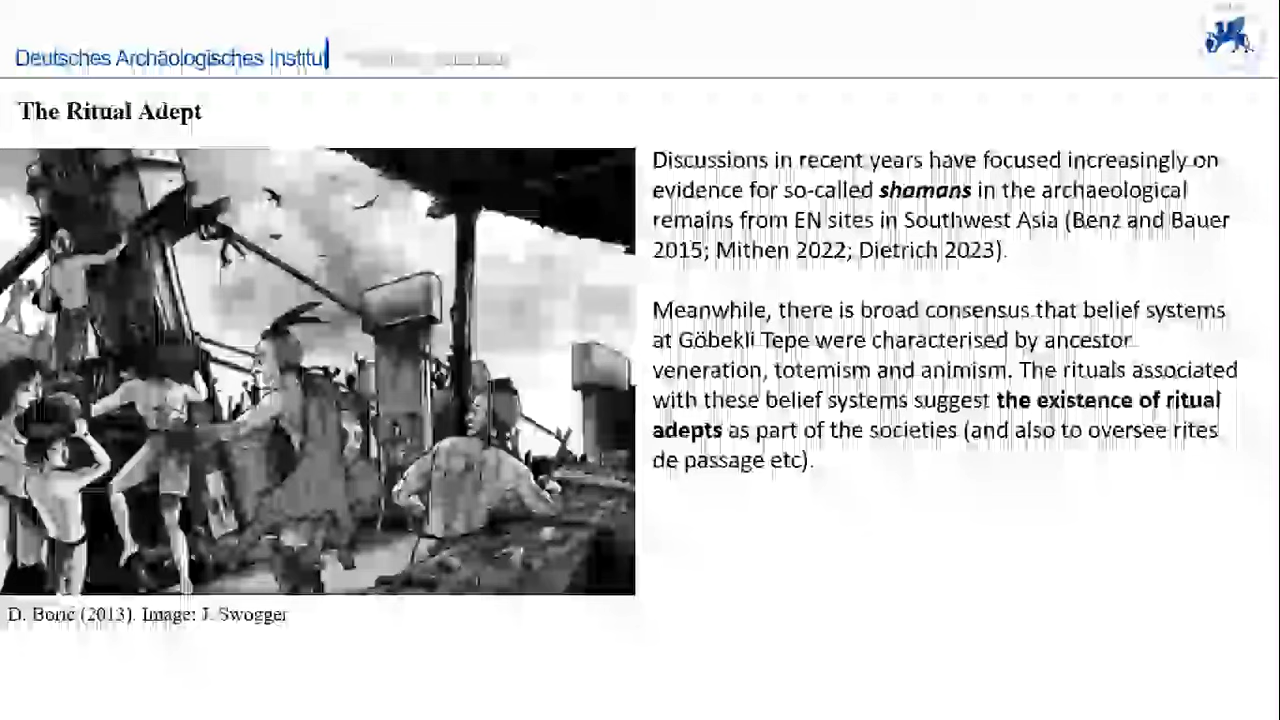 Deutsches Archäologisches Institu
The Ritual Adept
Discussions in recent years have focused increasingly on
evidence for so-called shamans in the archaeological
remains from EN sites in Southwest Asia (Benz and Bauer
2015; Mithen 2022; Dietrich 2023).
Meanwhile, there is broad consensus that belief systems
at Göbekli Tepe were characterised by ancestor
veneration, totemism and animism. The rituals associated
with these belief systems suggest the existence of ritual
adepts as part of the societies (and also to oversee rites
de passage etc).
D. Borić (2013). Image: J. Swogger